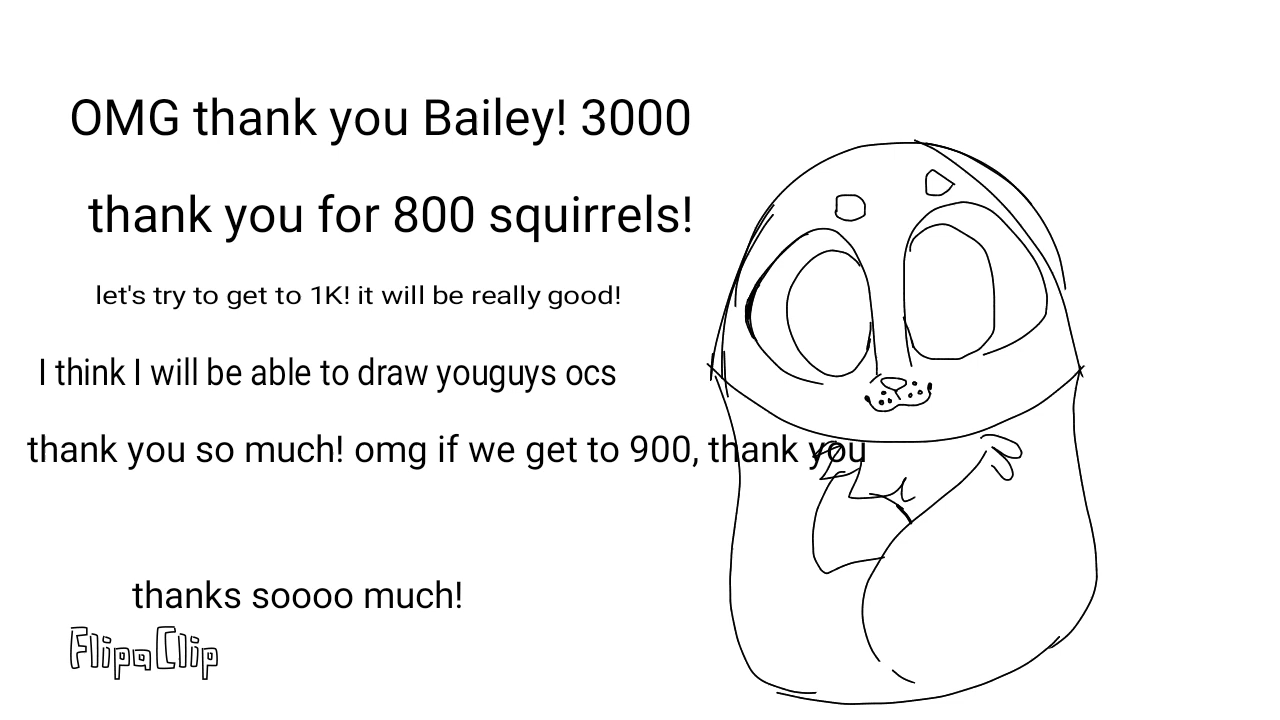 OMG thank you Bailey! 3000
thank you for 800 squirrels!
let's try to get to 1K! it will be really good!
I think I will be able to draw youguys ocs
thank you so much! omg if we get to 900, thank you
thanks soooo much!
FlipaClip